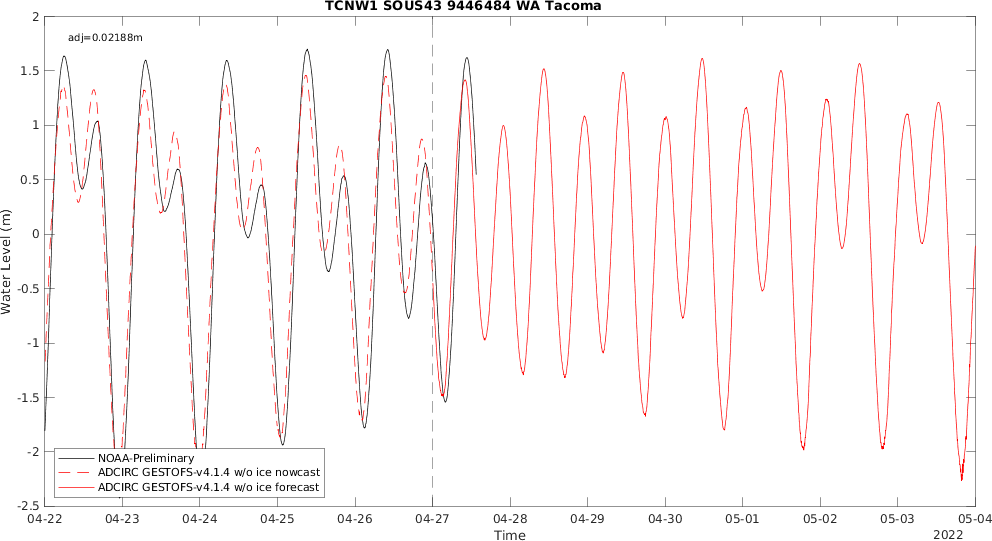 TCNW1 SOUS43 9446484 WA Tacoma
adj=0.02188m
Water Level (m)
2
1.5
1
0.5
0
-0.5
-1
-1.5
-2
-2.5
NOAA-Preliminary
ADCIRC GESTOFS-v4.1.4 w/o ice nowcast
ADCIRC GESTOFS-v4.1.4 w/o ice forecast
04-22 04-23 04-24 04-25 04-26 04-27 04-28 04-29 04-30 05-01 05-02 05-03 05-04
Time
2022